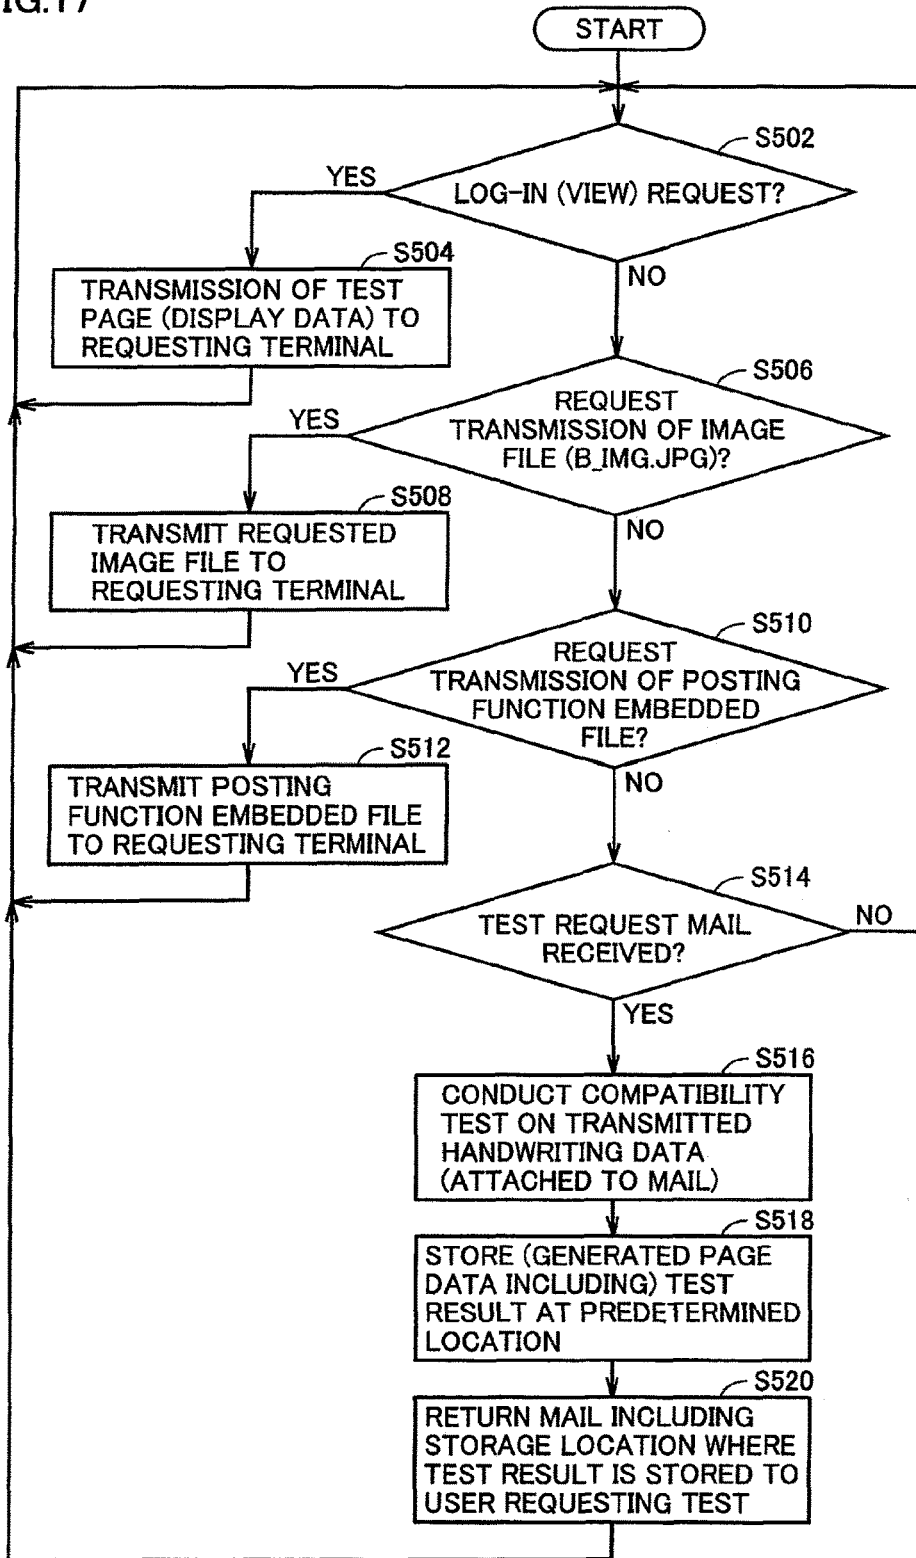 FIG.17
START
S502
LOG-IN (VIEW) REQUEST?
YES
NO
S504
TRANSMISSION OF TEST
PAGE (DISPLAY DATA) TO
REQUESTING TERMINAL
S506
REQUEST
TRANSMISSION OF IMAGE
FILE (B_IMG.JPG)?
YES
NO
S508
TRANSMIT REQUESTED
IMAGE FILE TO
REQUESTING TERMINAL
S510
REQUEST
TRANSMISSION OF POSTING
FUNCTION EMBEDDED
FILE?
YES
NO
S512
TRANSMIT POSTING
FUNCTION EMBEDDED FILE
TO REQUESTING TERMINAL
S514
TEST REQUEST MAIL
RECEIVED?
NO
YES
S516
CONDUCT COMPATIBILITY
TEST ON TRANSMITTED
HANDWRITING DATA
(ATTACHED TO MAIL)
S518
STORE (GENERATED PAGE
DATA INCLUDING) TEST
RESULT AT PREDETERMINED
LOCATION
S520
RETURN MAIL INCLUDING
STORAGE LOCATION WHERE
TEST RESULT IS STORED TO
USER REQUESTING TEST